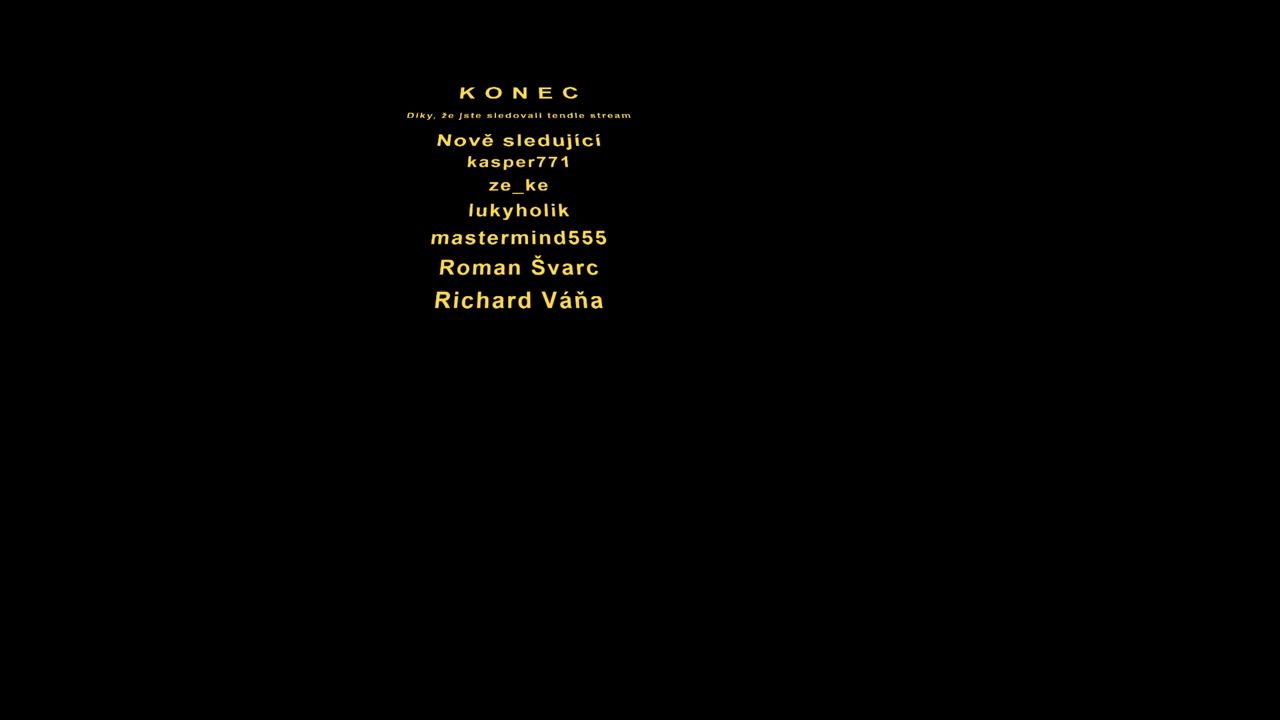 K O N E C
Díky, že jste sledovali tendle stream
Nově sledující
kasper771
ze_ke
lukyholik
mastermind555
Roman Švarc
Richard Váňa